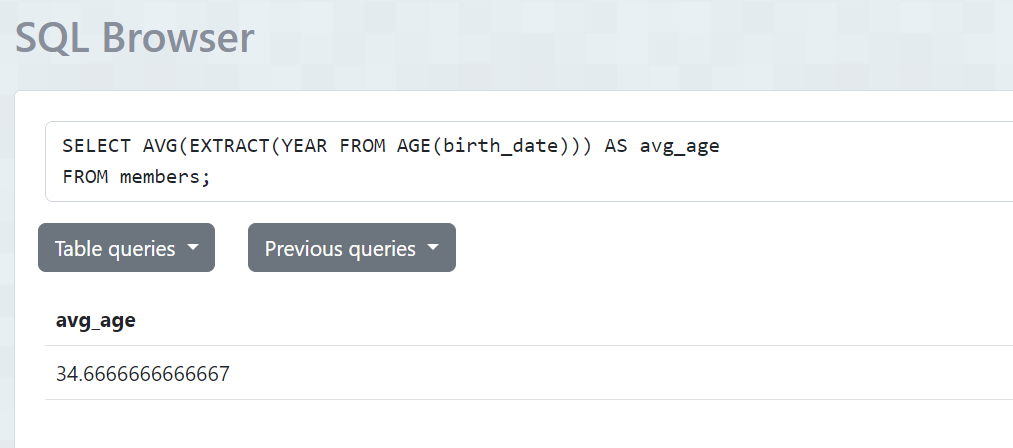 SQL Browser
SELECT AVG(EXTRACT(YEAR FROM AGE(birth_date))) AS avg_age
FROM members;
Table queries
Previous queries
avg_age
34.6666666666667